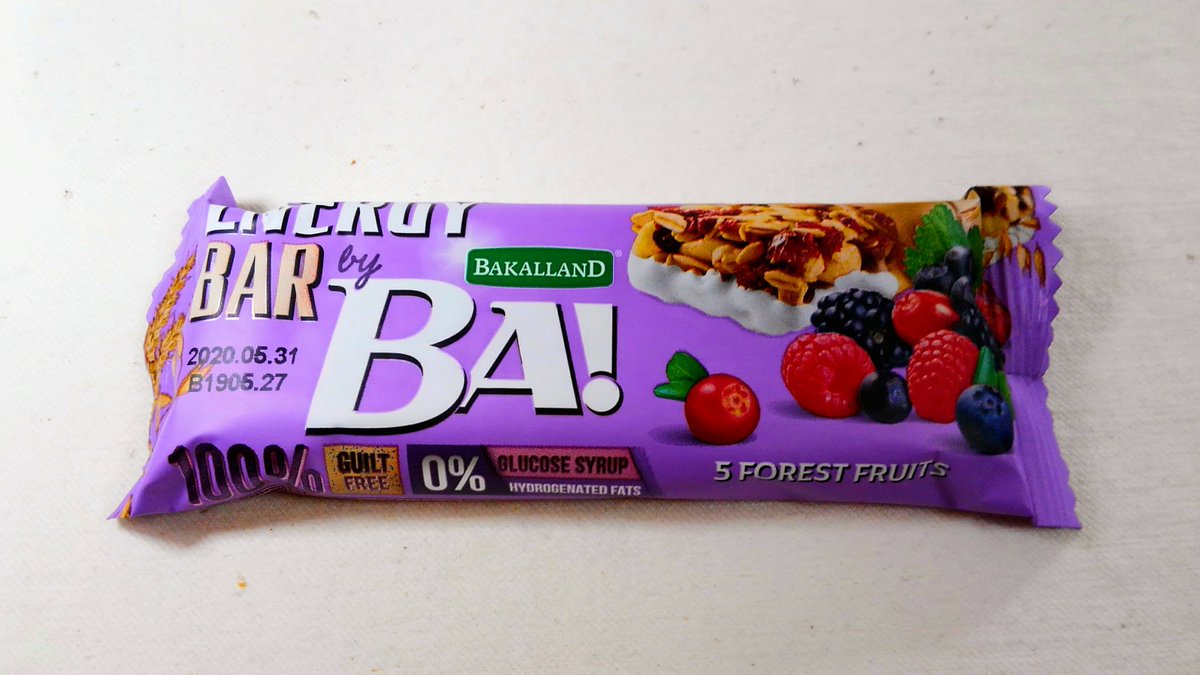 ENERGY
BAR by
BAKALLAND®
BA!
2020.05.31
B1905.27
100%
GUILT
FREE
0%
GLUCOSE SYRUP
HYDROGENATED FATS
5 FOREST FRUITS